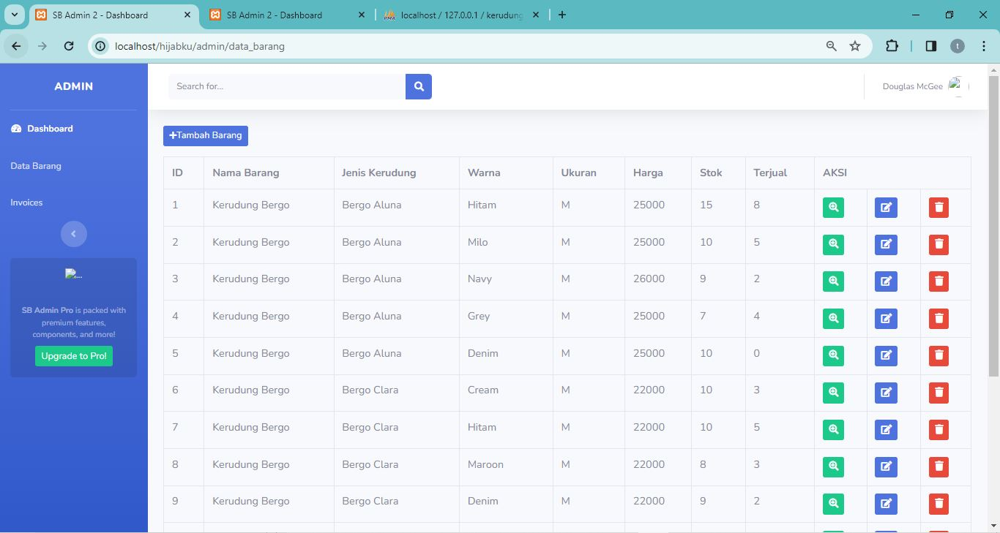 SB Admin 2 - Dashboard
SB Admin 2 - Dashboard
localhost / 127.0.0.1 / kerudung
localhost/hijabku/admin/data_barang
t
ADMIN
Dashboard
Data Barang
Invoices
...
SB Admin Pro is packed with
premium features,
components, and more!
Upgrade to Pro!
Search for...
Douglas McGee
+Tambah Barang
ID Nama Barang Jenis Kerudung Warna Ukuran Harga Stok Terjual AKSI
1 Kerudung Bergo Bergo Aluna Hitam M 25000 15 8
2 Kerudung Bergo Bergo Aluna Milo M 25000 10 5
3 Kerudung Bergo Bergo Aluna Navy M 26000 9 2
4 Kerudung Bergo Bergo Aluna Grey M 25000 7 4
5 Kerudung Bergo Bergo Aluna Denim M 25000 10 0
6 Kerudung Bergo Bergo Clara Cream M 22000 10 3
7 Kerudung Bergo Bergo Clara Hitam M 22000 10 5
8 Kerudung Bergo Bergo Clara Maroon M 22000 8 3
9 Kerudung Bergo Bergo Clara Denim M 22000 9 2